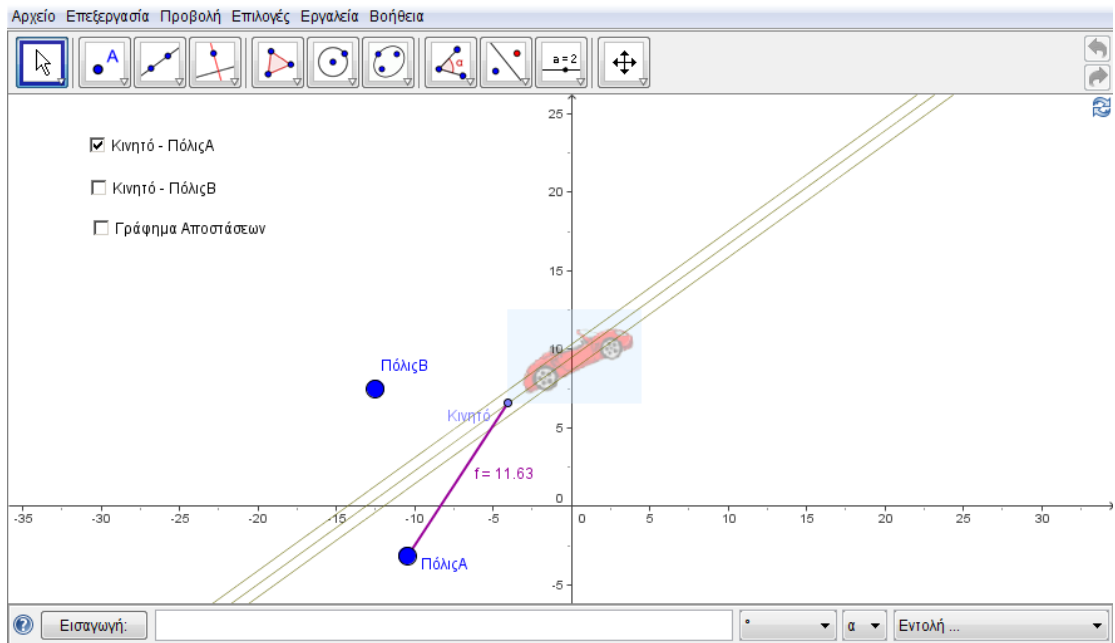 Αρχείο Επεξεργασία Προβολή Επιλογές Εργαλεία Βοήθεια
A α a = 2
Κινητό - ΠόλιςΑ
Κινητό - ΠόλιςΒ
Γράφημα Αποστάσεων
25
20
15
10
ΠόλιςΒ
Κινητό
5
f = 11.63
0
-35 -30 -25 -20 -15 -10 -5 0 5 10 15 20 25 30
ΠόλιςΑ
-5
Εισαγωγή: ° α Εντολή ...